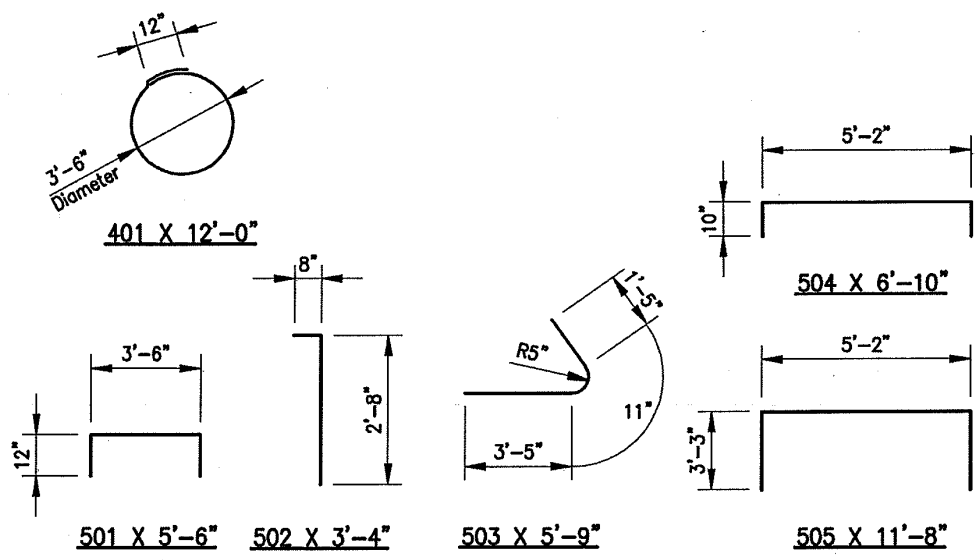 12"
3'-6"
Diameter
401 X 12'-0"
5'-2"
10"
504 X 6'-10"
8"
2'-8"
502 X 3'-4"
3'-6"
12"
501 X 5'-6"
1'-5"
R5"
11"
3'-5"
503 X 5'-9"
5'-2"
3'-3"
505 X 11'-8"